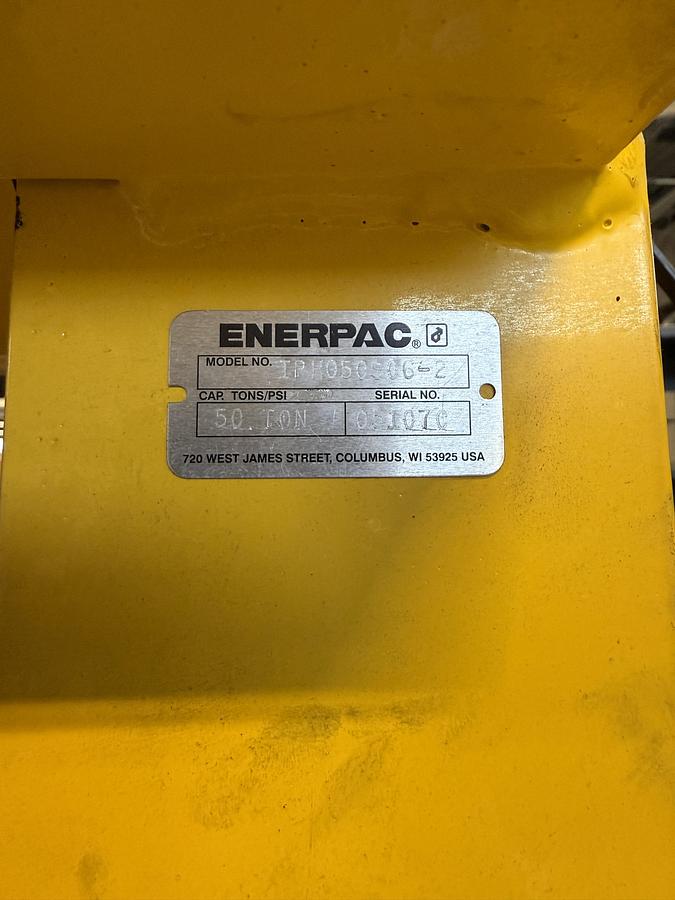 ENERPAC®
MODEL NO.
CAP. TONS/PSI SERIAL NO.
50 TON
720 WEST JAMES STREET, COLUMBUS, WI 53925 USA